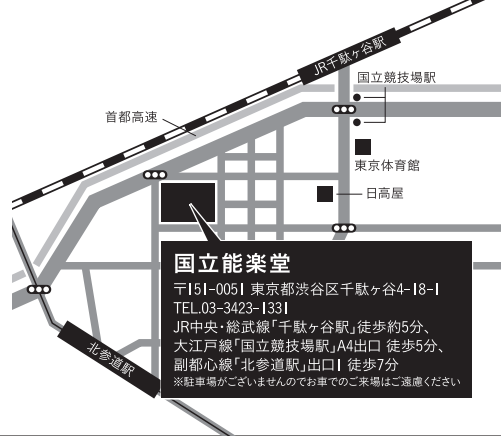 JR千駄ヶ谷駅
国立競技場駅
首都高速
東京体育館
日高屋
国立能楽堂
〒151-0051 東京都渋谷区千駄ヶ谷4-18-1
TEL.03-3423-1331
JR中央・総武線「千駄ヶ谷駅」徒歩約5分、
大江戸線「国立競技場駅」A4出口 徒歩5分、
副都心線「北参道駅」出口1 徒歩7分
※駐車場がございませんのでお車でのご来場はご遠慮ください
北参道駅